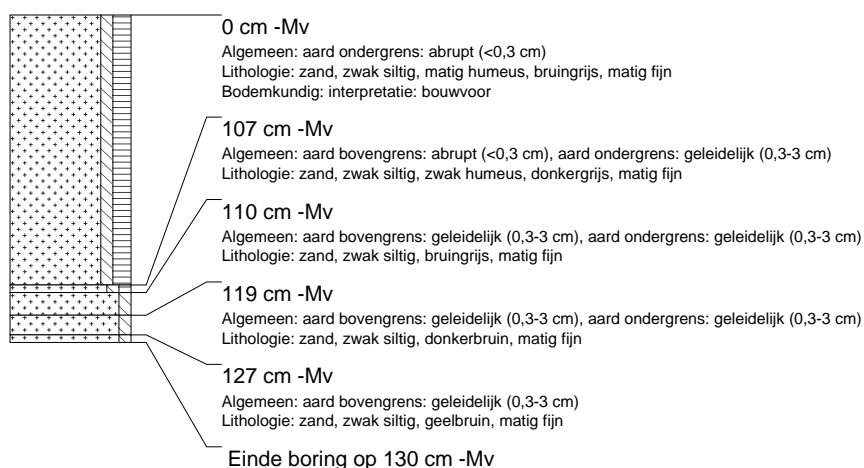 0 cm -Mv
Algemeen: aard ondergrens: abrupt (<0,3 cm)
Lithologie: zand, zwak siltig, matig humeus, bruingrijs, matig fijn
Bodemkundig: interpretatie: bouwvoor
107 cm -Mv
Algemeen: aard bovengrens: abrupt (<0,3 cm), aard ondergrens: geleidelijk (0,3-3 cm)
Lithologie: zand, zwak siltig, zwak humeus, donkergrijs, matig fijn
110 cm -Mv
Algemeen: aard bovengrens: geleidelijk (0,3-3 cm), aard ondergrens: geleidelijk (0,3-3 cm)
Lithologie: zand, zwak siltig, bruingrijs, matig fijn
119 cm -Mv
Algemeen: aard bovengrens: geleidelijk (0,3-3 cm), aard ondergrens: geleidelijk (0,3-3 cm)
Lithologie: zand, zwak siltig, donkerbruin, matig fijn
127 cm -Mv
Algemeen: aard bovengrens: geleidelijk (0,3-3 cm)
Lithologie: zand, zwak siltig, geelbruin, matig fijn
Einde boring op 130 cm -Mv